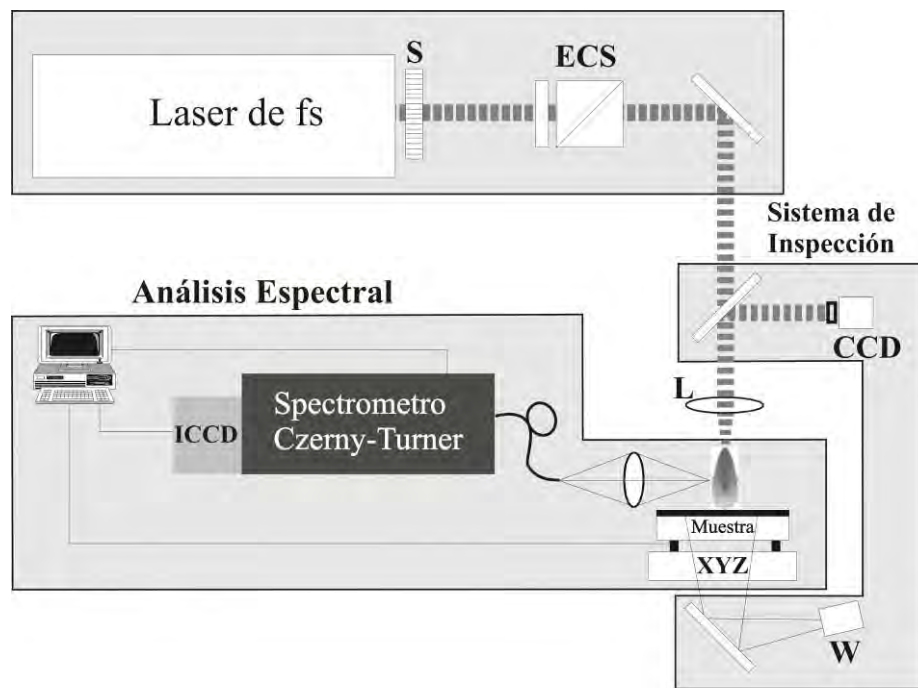 S
ECS
Laser de fs
Sistema de
Inspección
Análisis Espectral
CCD
L
Spectrometro
Czerny-Turner
ICCD
Muestra
XYZ
W